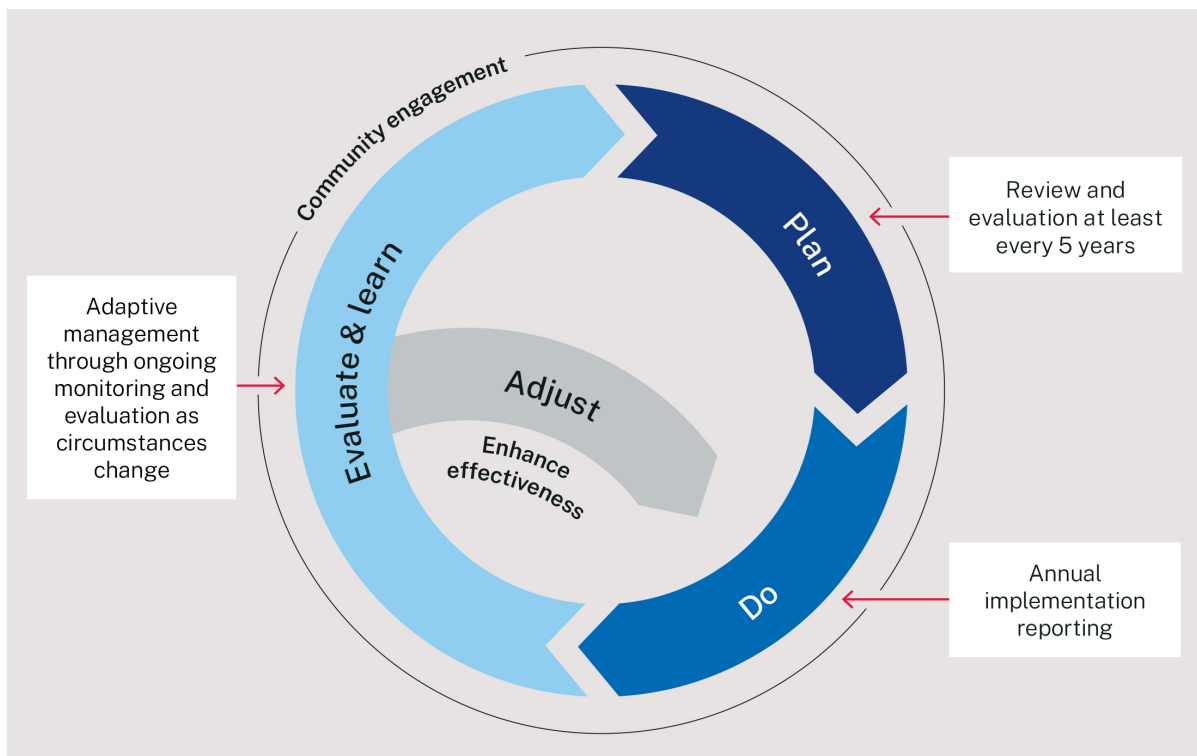 Community engagement
Plan
Review and
evaluation at least
every 5 years
Evaluate & learn
Adaptive
management
through ongoing
monitoring and
evaluation as
circumstances
change
Adjust
Enhance
effectiveness
Do
Annual
implementation
reporting